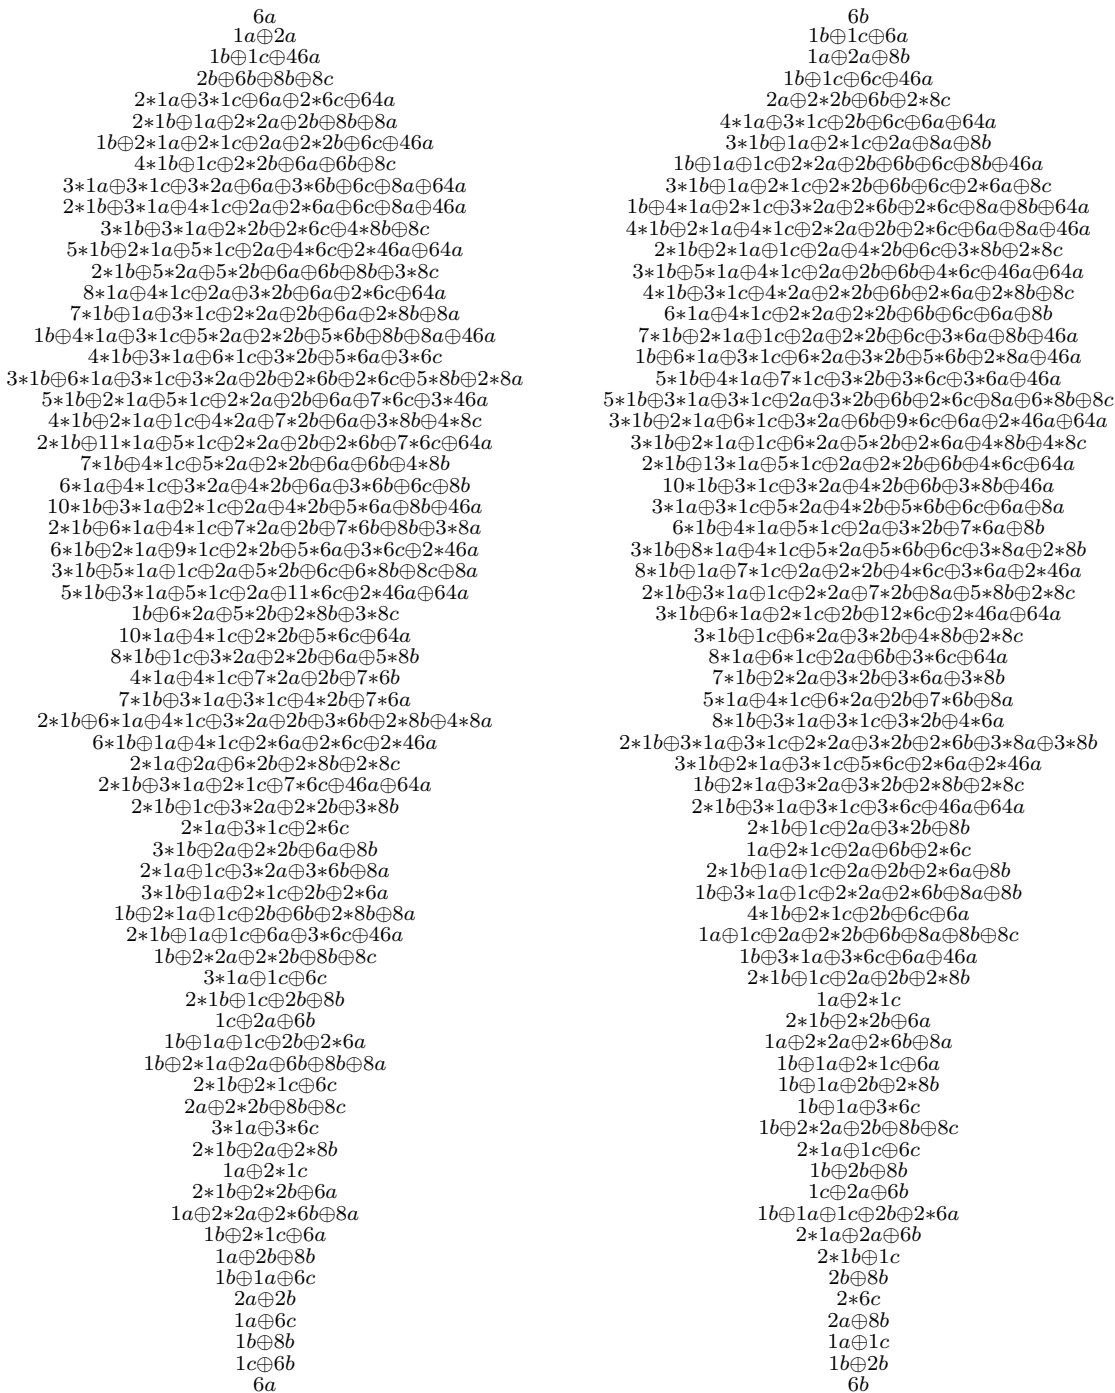 6a
1a⊕2a
1b⊕1c⊕46a
2b⊕6b⊕8b⊕8c
2∗1a⊕3∗1c⊕6a⊕2∗6c⊕64a
2∗1b⊕1a⊕2∗2a⊕2b⊕8b⊕8a
1b⊕2∗1a⊕2∗1c⊕2a⊕2∗2b⊕6c⊕46a
4∗1b⊕1c⊕2∗2b⊕6a⊕6b⊕8c
3∗1a⊕3∗1c⊕3∗2a⊕6a⊕3∗6b⊕6c⊕8a⊕64a
2∗1b⊕3∗1a⊕4∗1c⊕2a⊕2∗6a⊕6c⊕8a⊕46a
3∗1b⊕3∗1a⊕2∗2b⊕6c⊕4∗8b⊕8c
5∗1b⊕2∗1a⊕5∗1c⊕2a⊕4∗6c⊕2∗46a⊕64a
2∗1b⊕5∗2a⊕5∗2b⊕6a⊕6b⊕8b⊕3∗8c
8∗1a⊕4∗1c⊕2a⊕3∗2b⊕6a⊕2∗6c⊕64a
7∗1b⊕1a⊕3∗1c⊕2∗2a⊕2b⊕6a⊕2∗8b⊕8a
1b⊕4∗1a⊕3∗1c⊕5∗2a⊕2∗2b⊕5∗6b⊕8b⊕8a⊕46a
4∗1b⊕3∗1a⊕6∗1c⊕3∗2b⊕5∗6a⊕3∗6c
3∗1b⊕6∗1a⊕3∗1c⊕3∗2a⊕2b⊕2∗6b⊕2∗6c⊕5∗8b⊕2∗8a
5∗1b⊕2∗1a⊕5∗1c⊕2∗2a⊕2b⊕6a⊕7∗6c⊕3∗46a
4∗1b⊕2∗1a⊕1c⊕4∗2a⊕7∗2b⊕6a⊕3∗8b⊕4∗8c
2∗1b⊕11∗1a⊕5∗1c⊕2∗2a⊕2b⊕2∗6b⊕7∗6c⊕64a
7∗1b⊕4∗1c⊕5∗2a⊕2∗2b⊕6a⊕6b⊕4∗8b
6∗1a⊕4∗1c⊕3∗2a⊕4∗2b⊕6a⊕3∗6b⊕6c⊕8b
10∗1b⊕3∗1a⊕2∗1c⊕2a⊕4∗2b⊕5∗6a⊕8b⊕46a
2∗1b⊕6∗1a⊕4∗1c⊕7∗2a⊕2b⊕7∗6b⊕8b⊕3∗8a
6∗1b⊕2∗1a⊕9∗1c⊕2∗2b⊕5∗6a⊕3∗6c⊕2∗46a
3∗1b⊕5∗1a⊕1c⊕2a⊕5∗2b⊕6c⊕6∗8b⊕8c⊕8a
5∗1b⊕3∗1a⊕5∗1c⊕2a⊕11∗6c⊕2∗46a⊕64a
1b⊕6∗2a⊕5∗2b⊕2∗8b⊕3∗8c
10∗1a⊕4∗1c⊕2∗2b⊕5∗6c⊕64a
8∗1b⊕1c⊕3∗2a⊕2∗2b⊕6a⊕5∗8b
4∗1a⊕4∗1c⊕7∗2a⊕2b⊕7∗6b
7∗1b⊕3∗1a⊕3∗1c⊕4∗2b⊕7∗6a
2∗1b⊕6∗1a⊕4∗1c⊕3∗2a⊕2b⊕3∗6b⊕2∗8b⊕4∗8a
6∗1b⊕1a⊕4∗1c⊕2∗6a⊕2∗6c⊕2∗46a
2∗1a⊕2a⊕6∗2b⊕2∗8b⊕2∗8c
2∗1b⊕3∗1a⊕2∗1c⊕7∗6c⊕46a⊕64a
2∗1b⊕1c⊕3∗2a⊕2∗2b⊕3∗8b
2∗1a⊕3∗1c⊕2∗6c
3∗1b⊕2a⊕2∗2b⊕6a⊕8b
2∗1a⊕1c⊕3∗2a⊕3∗6b⊕8a
3∗1b⊕1a⊕2∗1c⊕2b⊕2∗6a
1b⊕2∗1a⊕1c⊕2b⊕6b⊕2∗8b⊕8a
2∗1b⊕1a⊕1c⊕6a⊕3∗6c⊕46a
1b⊕2∗2a⊕2∗2b⊕8b⊕8c
3∗1a⊕1c⊕6c
2∗1b⊕1c⊕2b⊕8b
1c⊕2a⊕6b
1b⊕1a⊕1c⊕2b⊕2∗6a
1b⊕2∗1a⊕2a⊕6b⊕8b⊕8a
2∗1b⊕2∗1c⊕6c
2a⊕2∗2b⊕8b⊕8c
3∗1a⊕3∗6c
2∗1b⊕2a⊕2∗8b
1a⊕2∗1c
2∗1b⊕2∗2b⊕6a
1a⊕2∗2a⊕2∗6b⊕8a
1b⊕2∗1c⊕6a
1a⊕2b⊕8b
1b⊕1a⊕6c
2a⊕2b
1a⊕6c
1b⊕8b
1c⊕6b
6a
6b
1b⊕1c⊕6a
1a⊕2a⊕8b
1b⊕1c⊕6c⊕46a
2a⊕2∗2b⊕6b⊕2∗8c
4∗1a⊕3∗1c⊕2b⊕6c⊕6a⊕64a
3∗1b⊕1a⊕2∗1c⊕2a⊕8a⊕8b
1b⊕1a⊕1c⊕2∗2a⊕2b⊕6b⊕6c⊕8b⊕46a
3∗1b⊕1a⊕2∗1c⊕2∗2b⊕6b⊕6c⊕2∗6a⊕8c
1b⊕4∗1a⊕2∗1c⊕3∗2a⊕2b⊕2∗6b⊕2∗6c⊕8a⊕8b⊕64a
4∗1b⊕2∗1a⊕4∗1c⊕2∗2a⊕2b⊕2∗6c⊕6a⊕8a⊕46a
2∗1b⊕2∗1a⊕1c⊕2a⊕4∗2b⊕6c⊕3∗8b⊕2∗8c
3∗1b⊕5∗1a⊕4∗1c⊕2a⊕2b⊕6b⊕4∗6c⊕46a⊕64a
4∗1b⊕3∗1c⊕4∗2a⊕2∗2b⊕6b⊕2∗6a⊕2∗8b⊕8c
6∗1a⊕4∗1c⊕2∗2a⊕2∗2b⊕6b⊕6c⊕6a⊕8b
7∗1b⊕2∗1a⊕1c⊕2a⊕2∗2b⊕6c⊕3∗6a⊕8b⊕46a
1b⊕6∗1a⊕3∗1c⊕6∗2a⊕3∗2b⊕5∗6b⊕2∗8a⊕46a
5∗1b⊕4∗1a⊕7∗1c⊕3∗2b⊕3∗6c⊕3∗6a⊕46a
5∗1b⊕3∗1a⊕3∗1c⊕2a⊕3∗2b⊕6b⊕2∗6c⊕8a⊕6∗8b⊕8c
3∗1b⊕2∗1a⊕6∗1c⊕3∗2a⊕6b⊕9∗6c⊕6a⊕2∗46a⊕64a
3∗1b⊕2∗1a⊕1c⊕6∗2a⊕5∗2b⊕2∗6a⊕4∗8b⊕4∗8c
2∗1b⊕13∗1a⊕5∗1c⊕2a⊕2∗2b⊕6b⊕4∗6c⊕64a
10∗1b⊕3∗1c⊕3∗2a⊕4∗2b⊕6b⊕3∗8b⊕46a
3∗1a⊕3∗1c⊕5∗2a⊕4∗2b⊕5∗6b⊕6c⊕6a⊕8a
6∗1b⊕4∗1a⊕5∗1c⊕2a⊕3∗2b⊕7∗6a⊕8b
3∗1b⊕8∗1a⊕4∗1c⊕5∗2a⊕5∗6b⊕6c⊕3∗8a⊕2∗8b
8∗1b⊕1a⊕7∗1c⊕2a⊕2∗2b⊕4∗6c⊕3∗6a⊕2∗46a
2∗1b⊕3∗1a⊕1c⊕2∗2a⊕7∗2b⊕8a⊕5∗8b⊕2∗8c
3∗1b⊕6∗1a⊕2∗1c⊕2b⊕12∗6c⊕2∗46a⊕64a
3∗1b⊕1c⊕6∗2a⊕3∗2b⊕4∗8b⊕2∗8c
8∗1a⊕6∗1c⊕2a⊕6b⊕3∗6c⊕64a
7∗1b⊕2∗2a⊕3∗2b⊕3∗6a⊕3∗8b
5∗1a⊕4∗1c⊕6∗2a⊕2b⊕7∗6b⊕8a
8∗1b⊕3∗1a⊕3∗1c⊕3∗2b⊕4∗6a
2∗1b⊕3∗1a⊕3∗1c⊕2∗2a⊕3∗2b⊕2∗6b⊕3∗8a⊕3∗8b
3∗1b⊕2∗1a⊕3∗1c⊕5∗6c⊕2∗6a⊕2∗46a
1b⊕2∗1a⊕3∗2a⊕3∗2b⊕2∗8b⊕2∗8c
2∗1b⊕3∗1a⊕3∗1c⊕3∗6c⊕46a⊕64a
2∗1b⊕1c⊕2a⊕3∗2b⊕8b
1a⊕2∗1c⊕2a⊕6b⊕2∗6c
2∗1b⊕1a⊕1c⊕2a⊕2b⊕2∗6a⊕8b
1b⊕3∗1a⊕1c⊕2∗2a⊕2∗6b⊕8a⊕8b
4∗1b⊕2∗1c⊕2b⊕6c⊕6a
1a⊕1c⊕2a⊕2∗2b⊕6b⊕8a⊕8b⊕8c
1b⊕3∗1a⊕3∗6c⊕6a⊕46a
2∗1b⊕1c⊕2a⊕2b⊕2∗8b
1a⊕2∗1c
2∗1b⊕2∗2b⊕6a
1a⊕2∗2a⊕2∗6b⊕8a
1b⊕1a⊕2∗1c⊕6a
1b⊕1a⊕2b⊕2∗8b
1b⊕1a⊕3∗6c
1b⊕2∗2a⊕2b⊕8b⊕8c
2∗1a⊕1c⊕6c
1b⊕2b⊕8b
1c⊕2a⊕6b
1b⊕1a⊕1c⊕2b⊕2∗6a
2∗1a⊕2a⊕6b
2∗1b⊕1c
2b⊕8b
2∗6c
2a⊕8b
1a⊕1c
1b⊕2b
6b